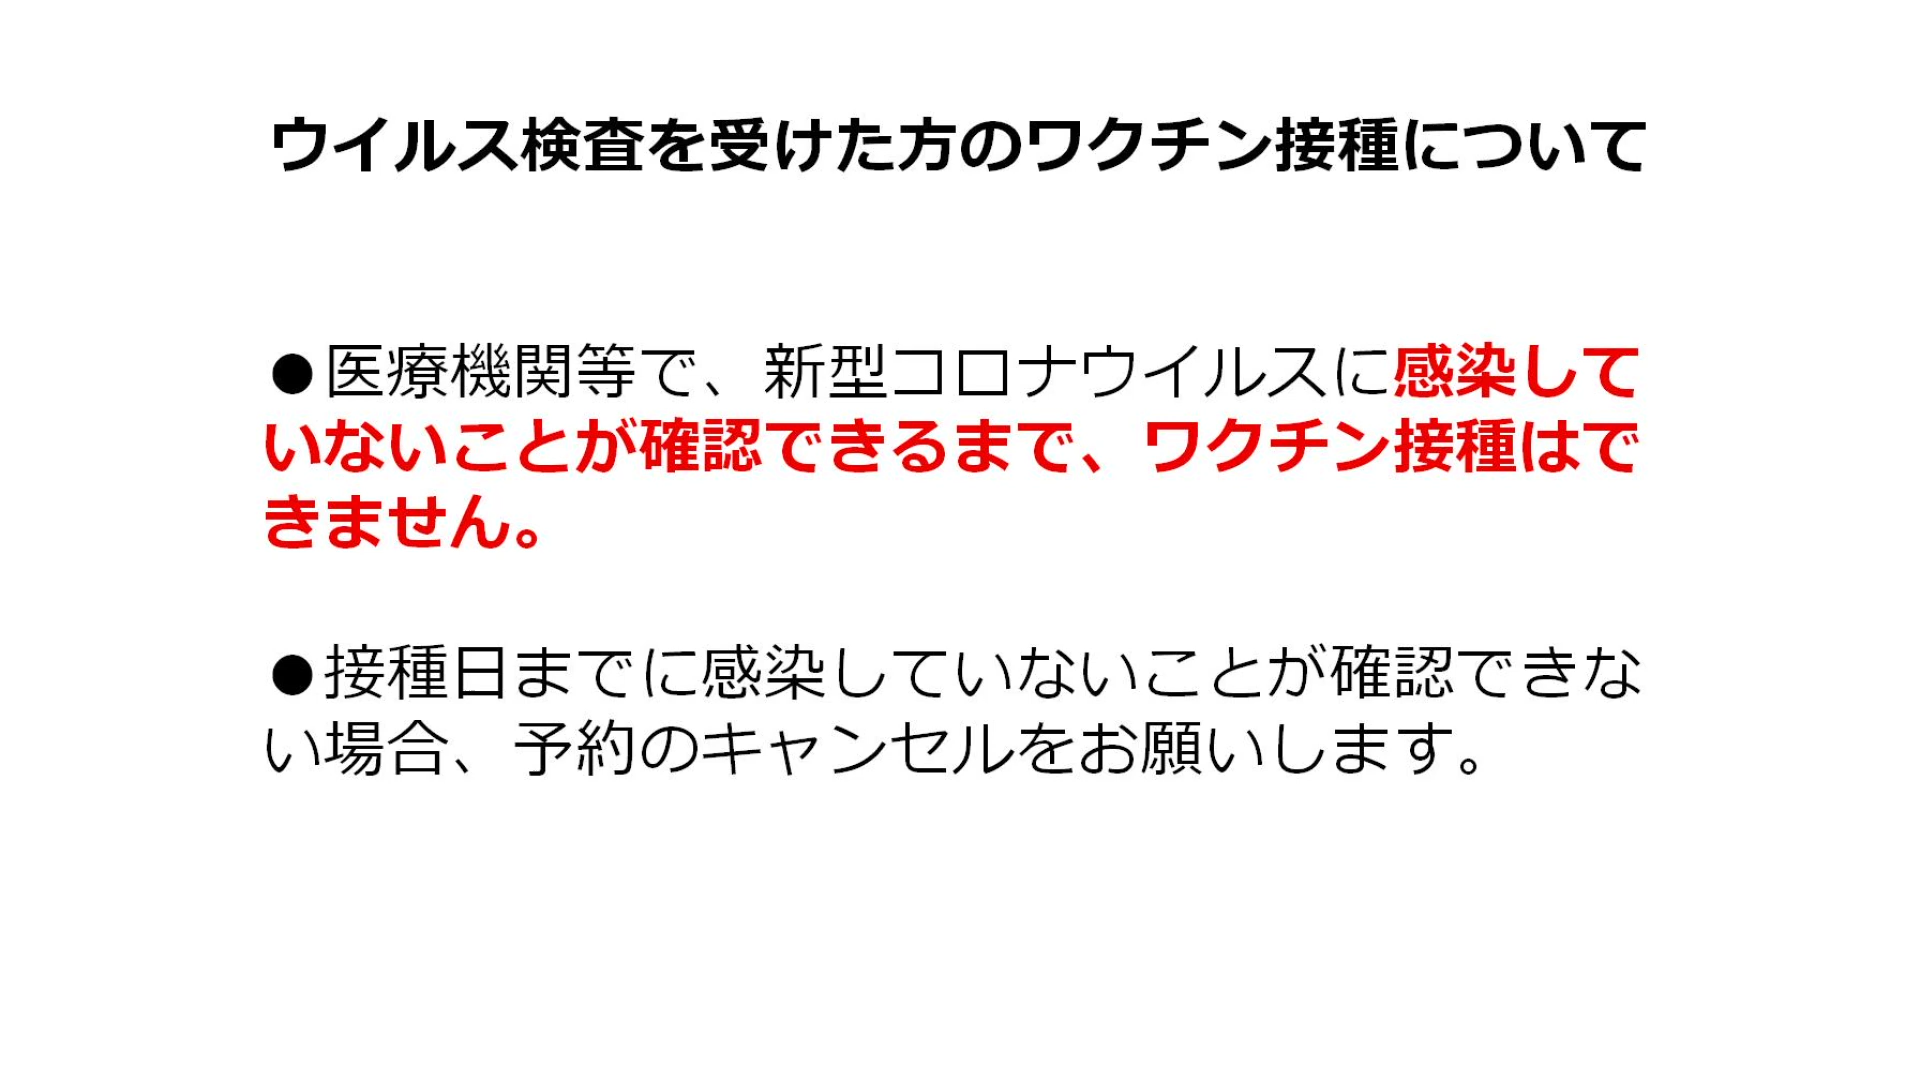 ウイルス検査を受けた方のワクチン接種について
●医療機関等で、新型コロナウイルスに感染して
いないことが確認できるまで、ワクチン接種はで
きません。
●接種日までに感染していないことが確認できな
い場合、予約のキャンセルをお願いします。